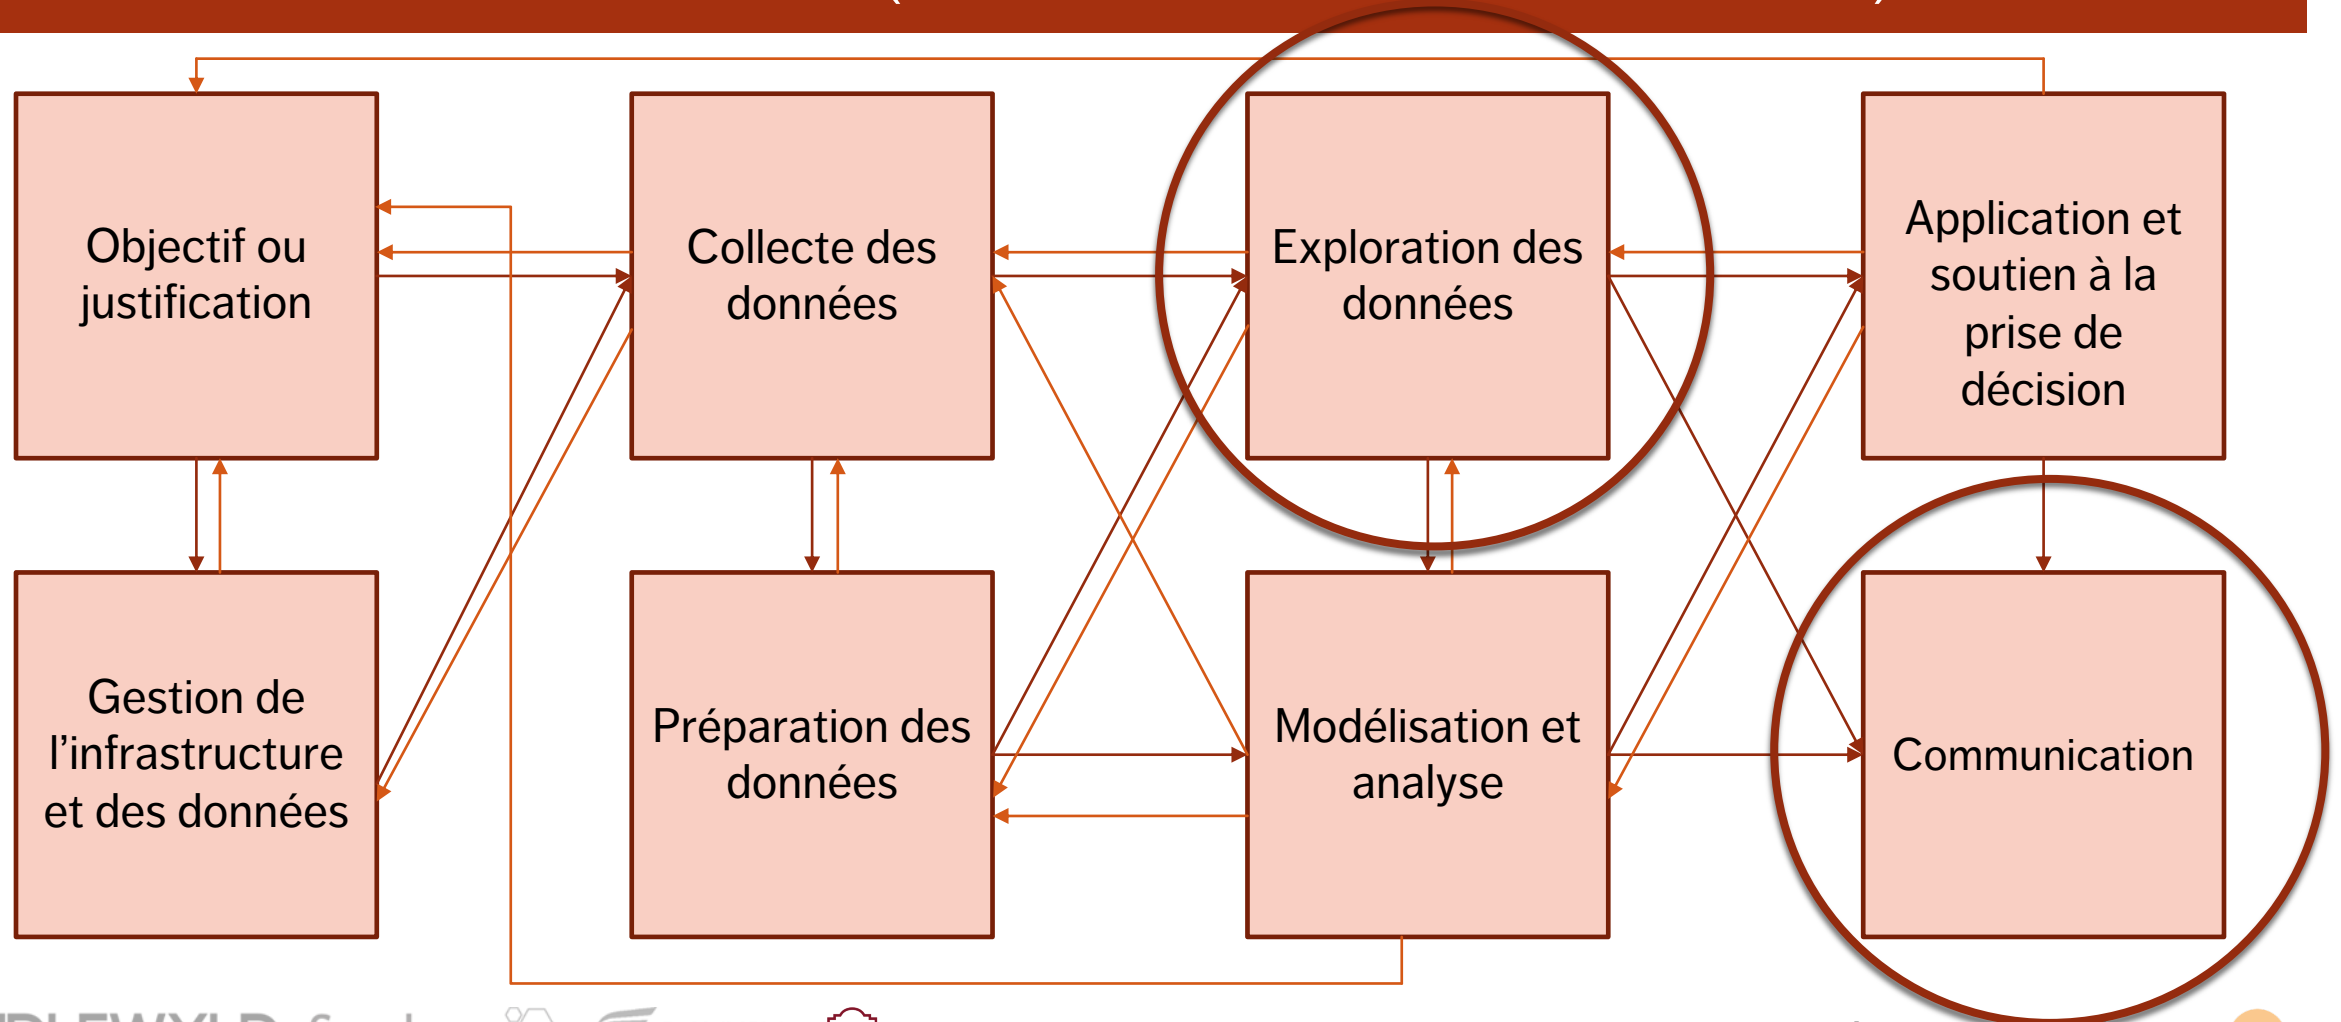 Objectif ou
justification
Collecte des
données
Exploration des
données
Application et
soutien à la
prise de
décision
Gestion de
l’infrastructure
et des données
Préparation des
données
Modélisation et
analyse
Communication